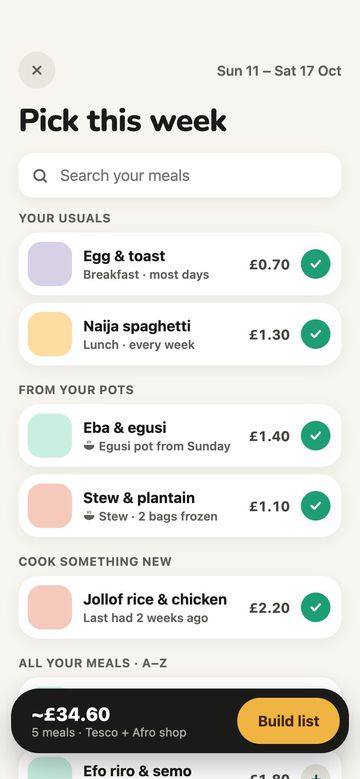 Sun 11 – Sat 17 Oct
Pick this week
Search your meals
YOUR USUALS
Egg & toast
£0.70
Breakfast · most days
Naija spaghetti
£1.30
Lunch · every week
FROM YOUR POTS
Eba & egusi
£1.40
Egusi pot from Sunday
Stew & plantain
£1.10
Stew · 2 bags frozen
COOK SOMETHING NEW
Jollof rice & chicken
£2.20
Last had 2 weeks ago
ALL YOUR MEALS · A–Z
~£34.60
5 meals · Tesco + Afro shop
Build list
Efo riro & semo
£1.80